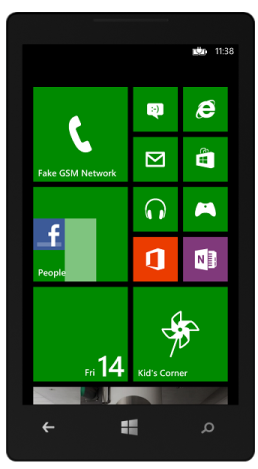 11:38
Fake GSM Network
:-)
e
f
People
N
Fri 14
Kid's Corner